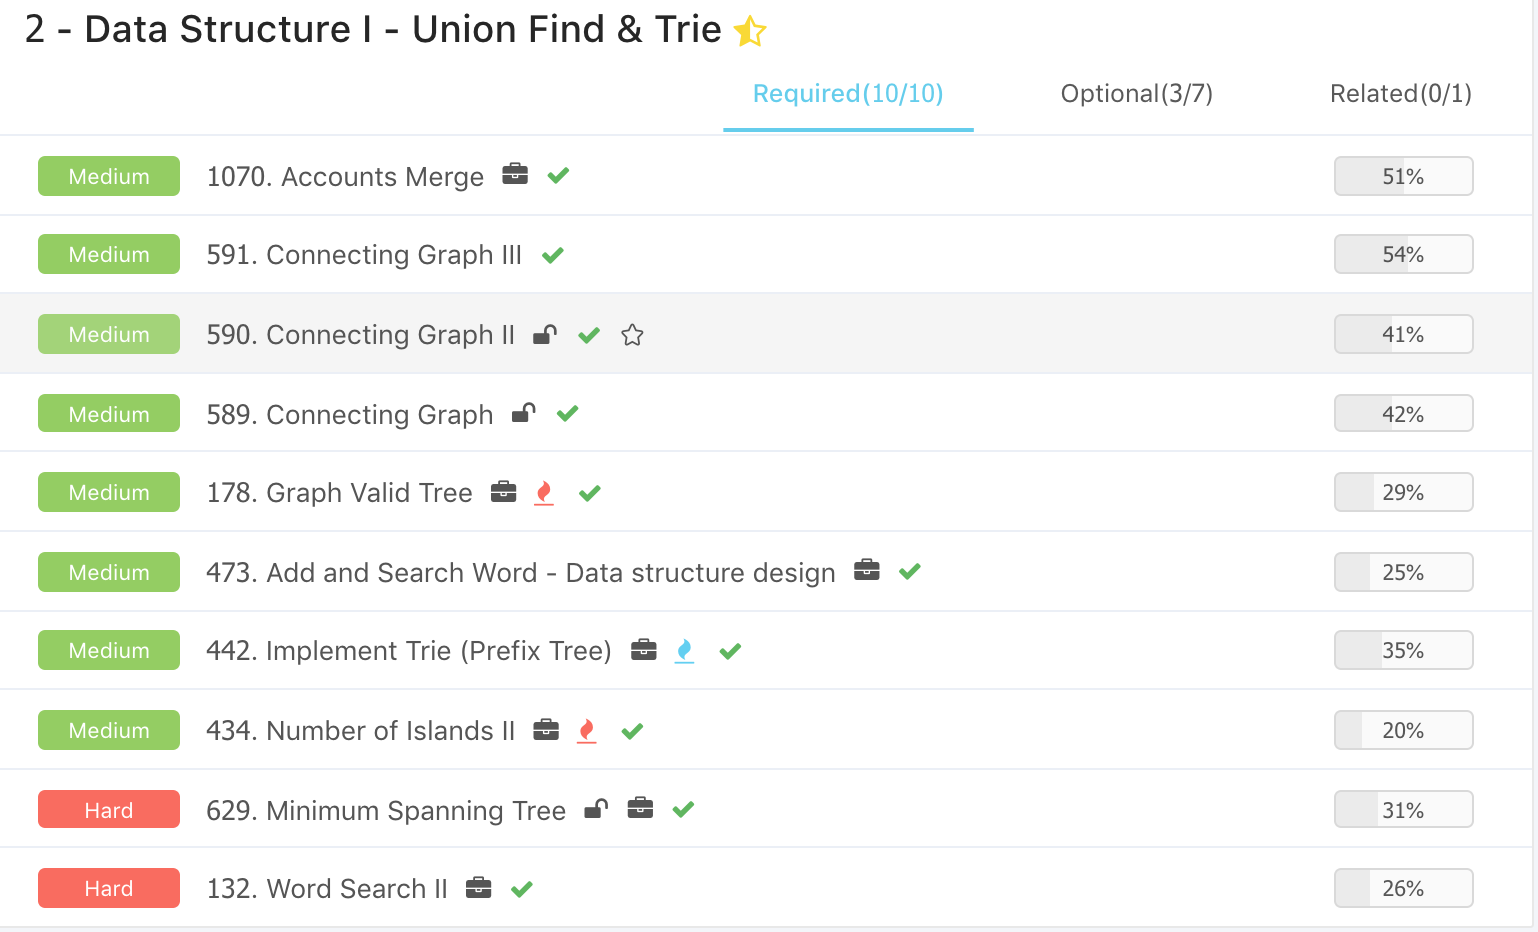 2 - Data Structure I - Union Find & Trie
Required(10/10) Optional(3/7) Related(0/1)
Medium 1070. Accounts Merge 51%
Medium 591. Connecting Graph III 54%
Medium 590. Connecting Graph II 41%
Medium 589. Connecting Graph 42%
Medium 178. Graph Valid Tree 29%
Medium 473. Add and Search Word - Data structure design 25%
Medium 442. Implement Trie (Prefix Tree) 35%
Medium 434. Number of Islands II 20%
Hard 629. Minimum Spanning Tree 31%
Hard 132. Word Search II 26%